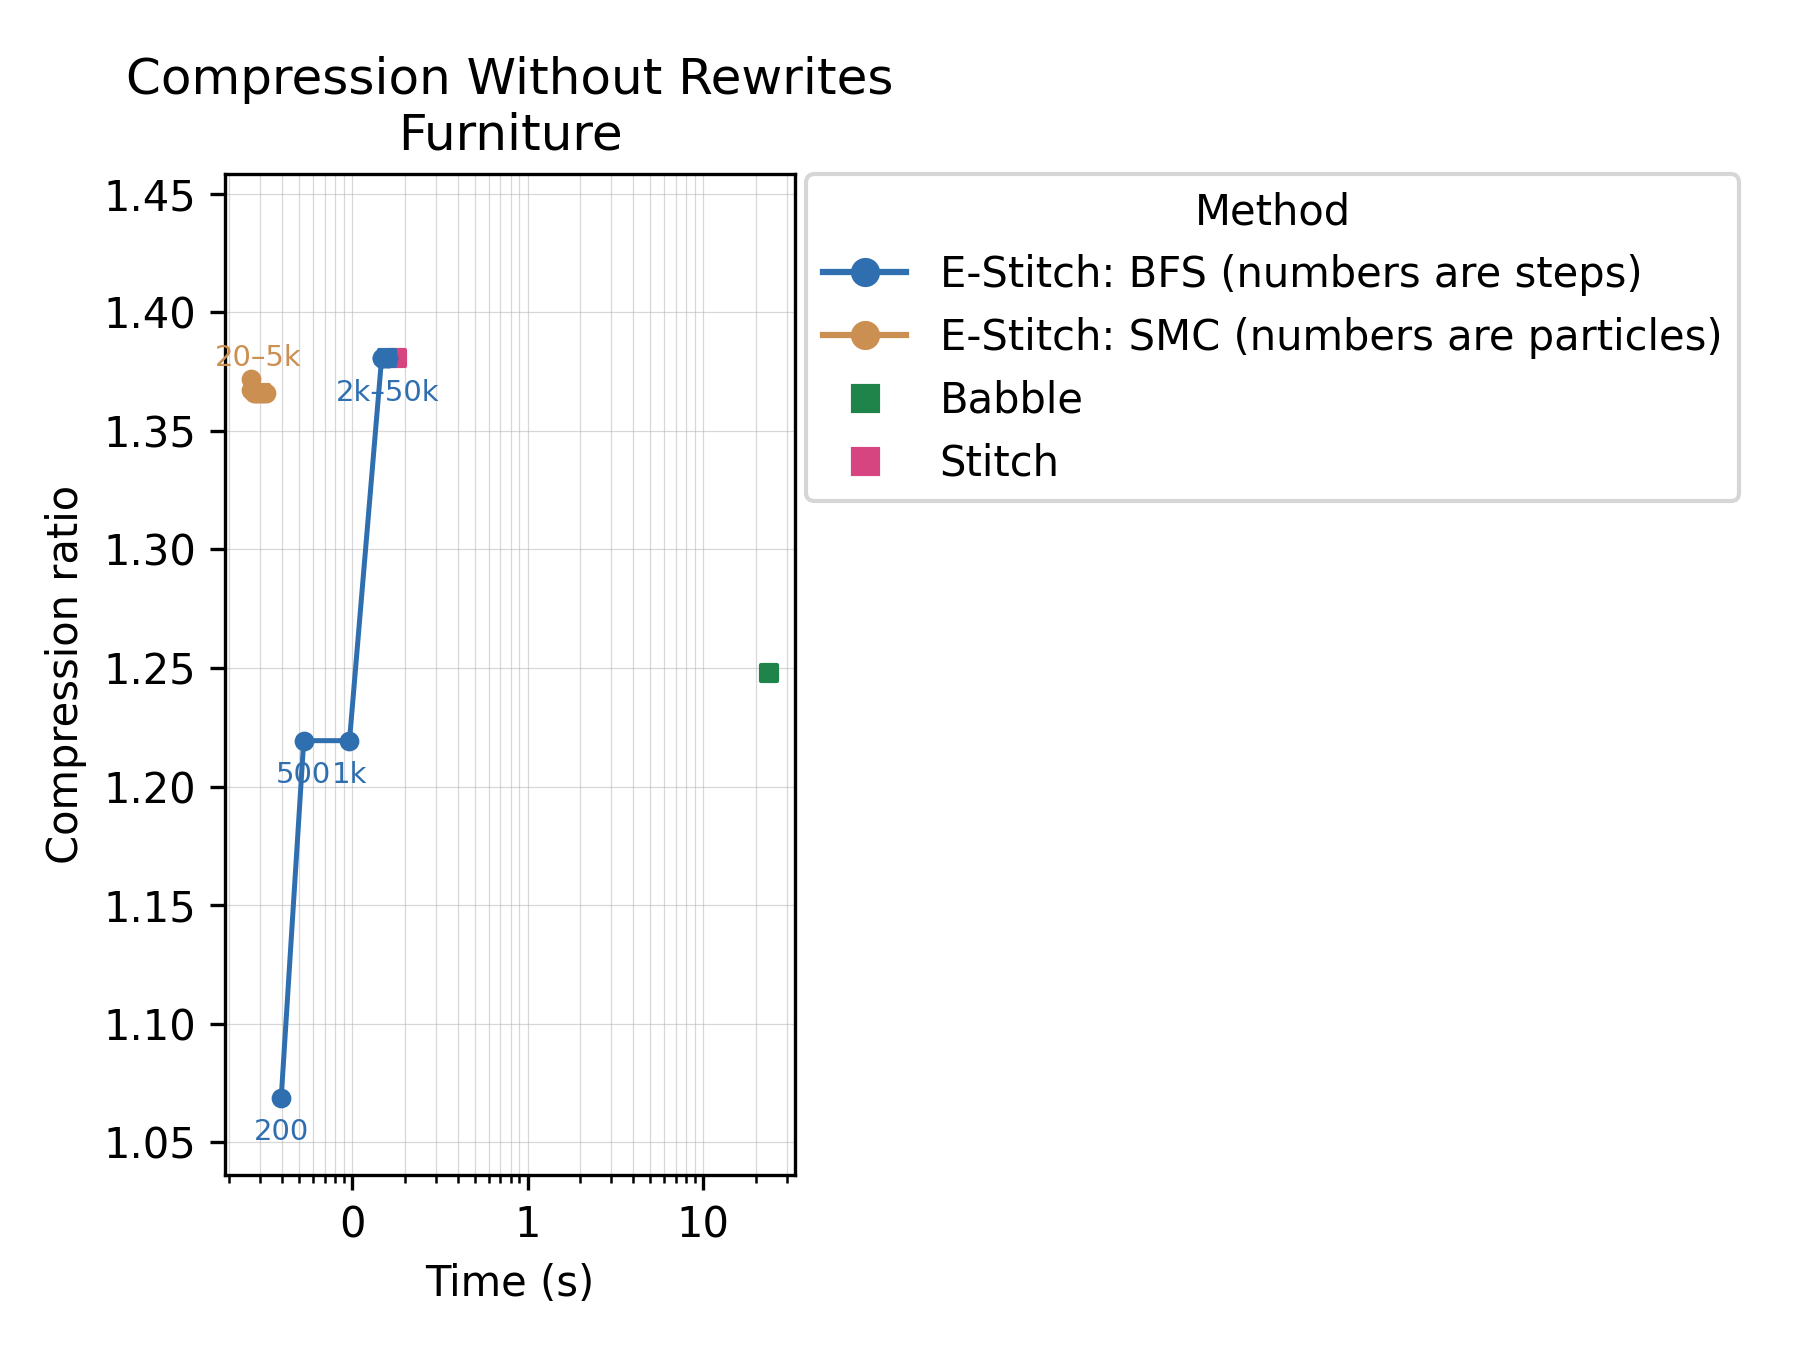 Compression Without Rewrites
Furniture
1.45
1.40
1.35
1.30
1.25
1.20
1.15
1.10
1.05
Compression ratio
20–5k
2k–50k
500
1k
200
0
1
10
Time (s)
Method
E-Stitch: BFS (numbers are steps)
E-Stitch: SMC (numbers are particles)
Babble
Stitch